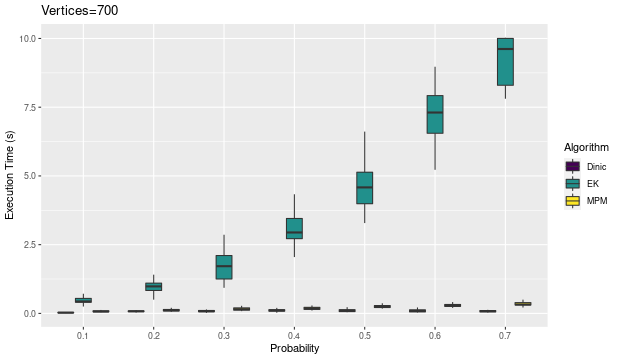 Vertices=700
10.0
7.5
5.0
2.5
0.0
Execution Time (s)
0.1 0.2 0.3 0.4 0.5 0.6 0.7
Probability
Algorithm
Dinic
EK
MPM